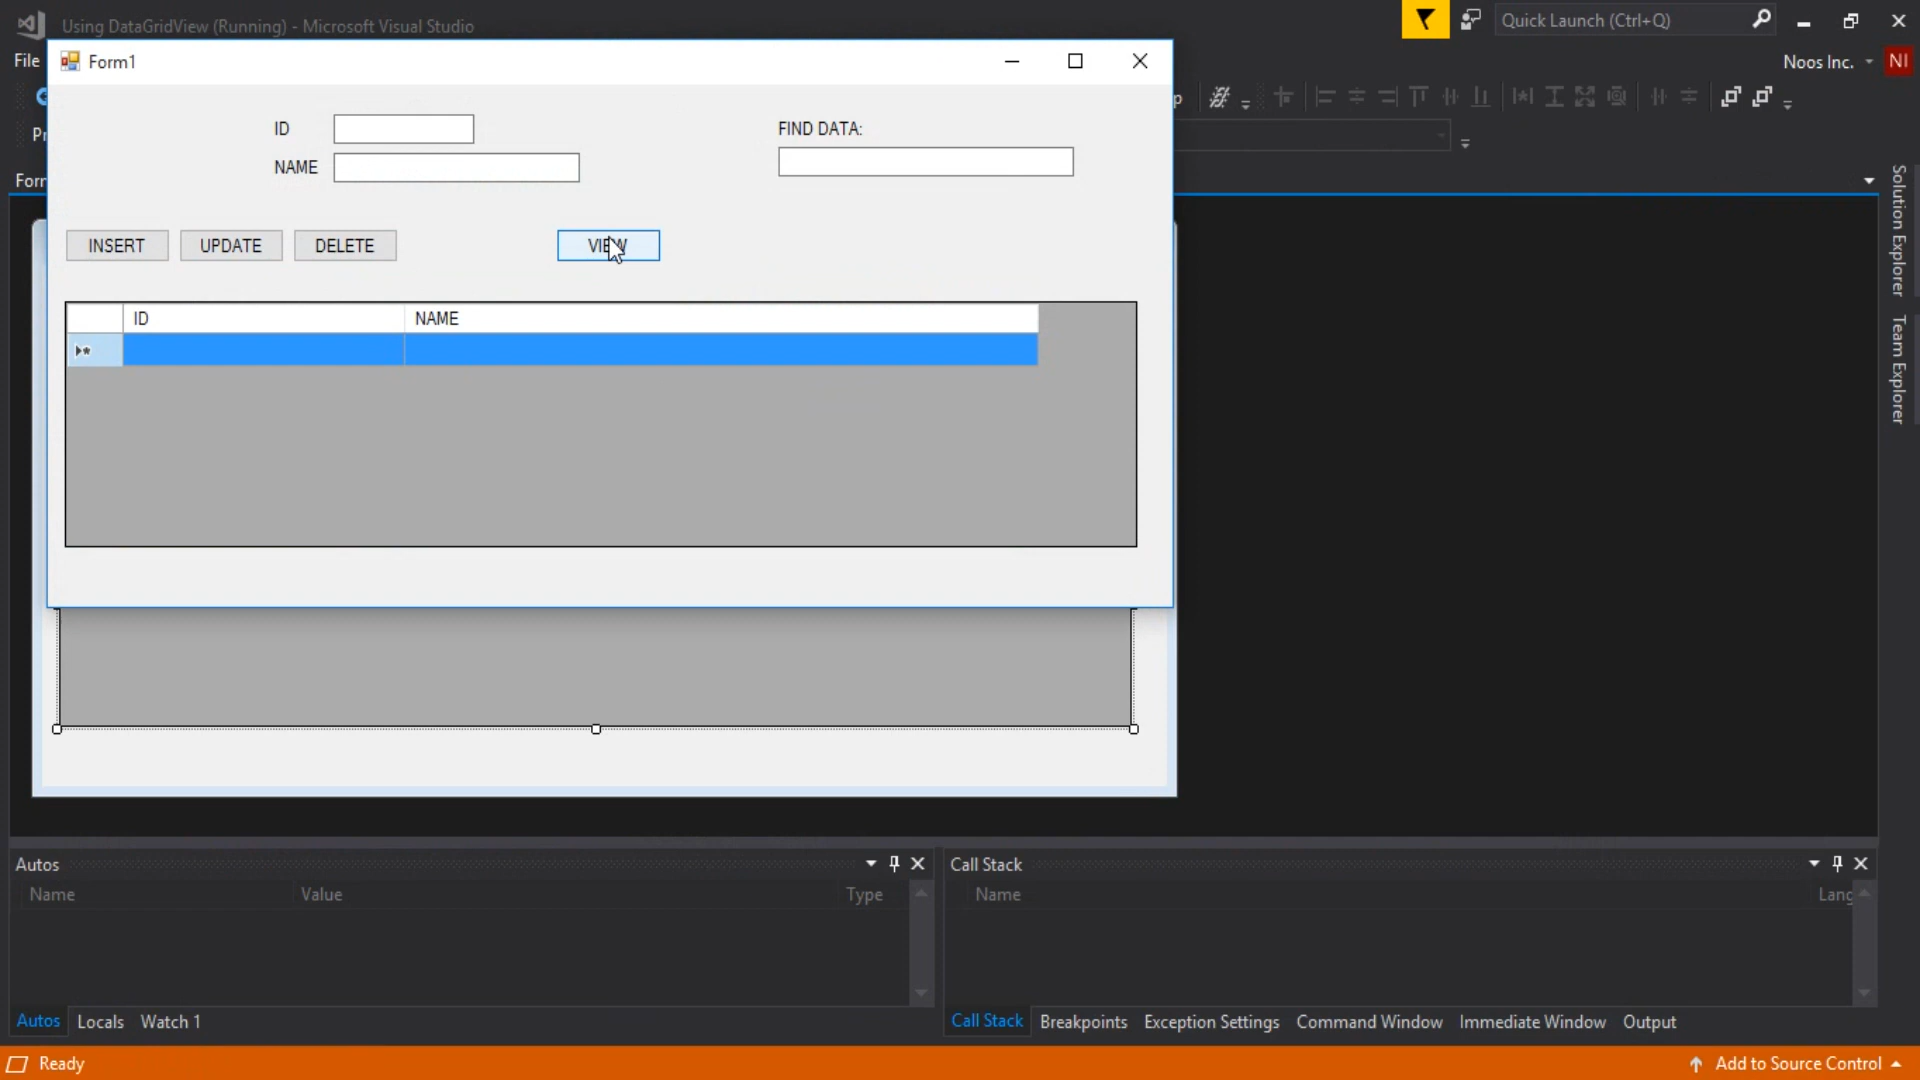 Using DataGridView (Running) - Microsoft Visual Studio
Quick Launch (Ctrl+Q)
File
Form1
Noos Inc.
NI
ID
FIND DATA:
NAME
INSERT
UPDATE
DELETE
VIEW
ID
NAME
Solution Explorer
Team Explorer
Autos
Name
Value
Type
Call Stack
Name
Lang
Autos
Locals
Watch 1
Call Stack
Breakpoints
Exception Settings
Command Window
Immediate Window
Output
Ready
Add to Source Control